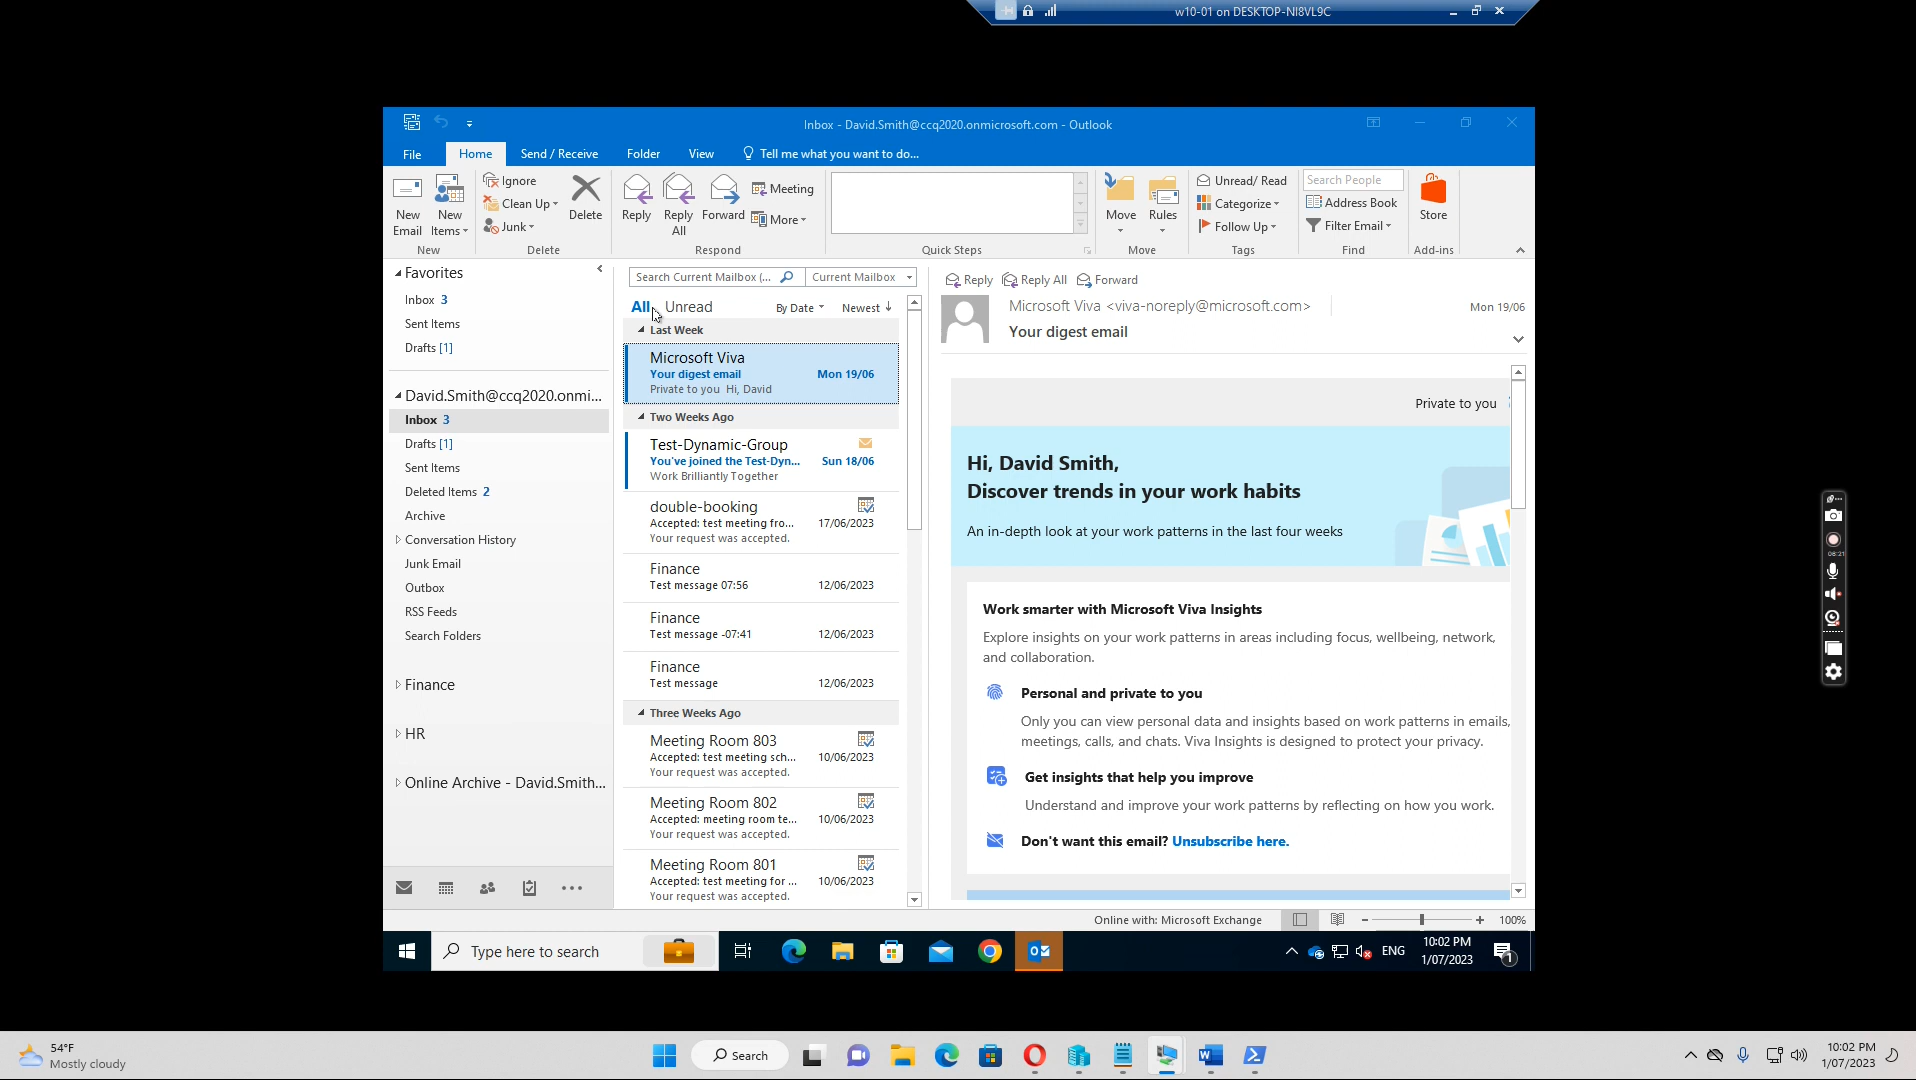 w10-01 on DESKTOP-NI8VL9C
Inbox - David.Smith@ccq2020.onmicrosoft.com - Outlook
File
Home
Send / Receive
Folder
View
Tell me what you want to do...
New Email
New Items
Ignore
Clean Up
Junk
Delete
Reply
Reply All
Forward
Meeting
More
Move
Rules
Unread/ Read
Categorize
Follow Up
Search People
Address Book
Filter Email
Store
New
Delete
Respond
Quick Steps
Move
Tags
Find
Add-ins
Favorites
Inbox 3
Sent Items
Drafts [1]
David.Smith@ccq2020.onmi...
Inbox 3
Drafts [1]
Sent Items
Deleted Items 2
Archive
Conversation History
Junk Email
Outbox
RSS Feeds
Search Folders
Finance
HR
Online Archive - David.Smith...
Search Current Mailbox (...
Current Mailbox
All
Unread
By Date
Newest
Last Week
Microsoft Viva
Your digest email Mon 19/06
Private to you Hi, David
Two Weeks Ago
Test-Dynamic-Group
You've joined the Test-Dyn... Sun 18/06
Work Brilliantly Together
double-booking
Accepted: test meeting fro... 17/06/2023
Your request was accepted.
Finance
Test message 07:56 12/06/2023
Finance
Test message -07:41 12/06/2023
Finance
Test message 12/06/2023
Three Weeks Ago
Meeting Room 803
Accepted: test meeting sch... 10/06/2023
Your request was accepted.
Meeting Room 802
Accepted: meeting room te... 10/06/2023
Your request was accepted.
Meeting Room 801
Accepted: test meeting for ... 10/06/2023
Your request was accepted.
Reply
Reply All
Forward
Microsoft Viva <viva-noreply@microsoft.com>
Mon 19/06
Your digest email
Private to you
Hi, David Smith,
Discover trends in your work habits
An in-depth look at your work patterns in the last four weeks
Work smarter with Microsoft Viva Insights
Explore insights on your work patterns in areas including focus, wellbeing, network,
and collaboration.
Personal and private to you
Only you can view personal data and insights based on work patterns in emails,
meetings, calls, and chats. Viva Insights is designed to protect your privacy.
Get insights that help you improve
Understand and improve your work patterns by reflecting on how you work.
Don't want this email? Unsubscribe here.
Online with: Microsoft Exchange
100%
Type here to search
ENG
10:02 PM
1/07/2023
1
08:21
54°F
Mostly cloudy
Search
10:02 PM
1/07/2023